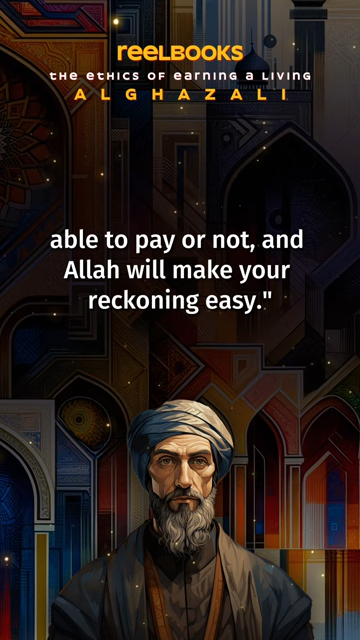 reelBOOKS
the ethics of earning a living
ALGHAZALI
able to pay or not, and
Allah will make your
reckoning easy."